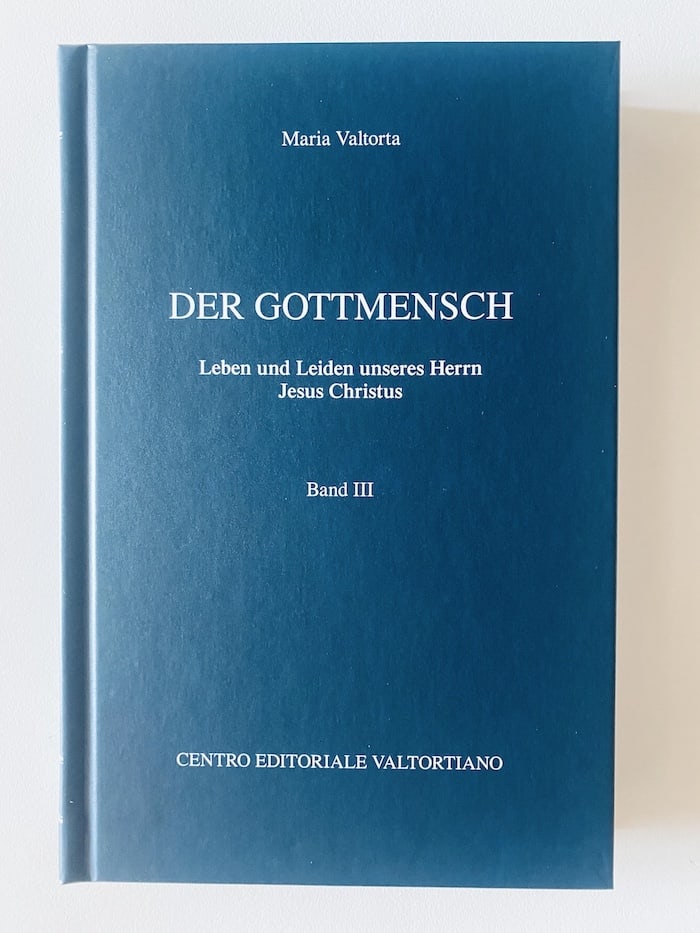 Maria Valtorta
DER GOTTMENSCH
Leben und Leiden unseres Herrn
Jesus Christus
Band III
CENTRO EDITORIALE VALTORTIANO